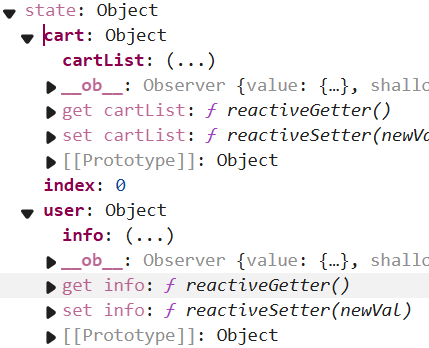 state: Object
cart: Object
cartList: (...)
__ob__: Observer {value: {…}, shallo
get cartList: ƒ reactiveGetter()
set cartList: ƒ reactiveSetter(newVa
[[Prototype]]: Object
index: 0
user: Object
info: (...)
__ob__: Observer {value: {…}, shallo
get info: ƒ reactiveGetter()
set info: ƒ reactiveSetter(newVal)
[[Prototype]]: Object